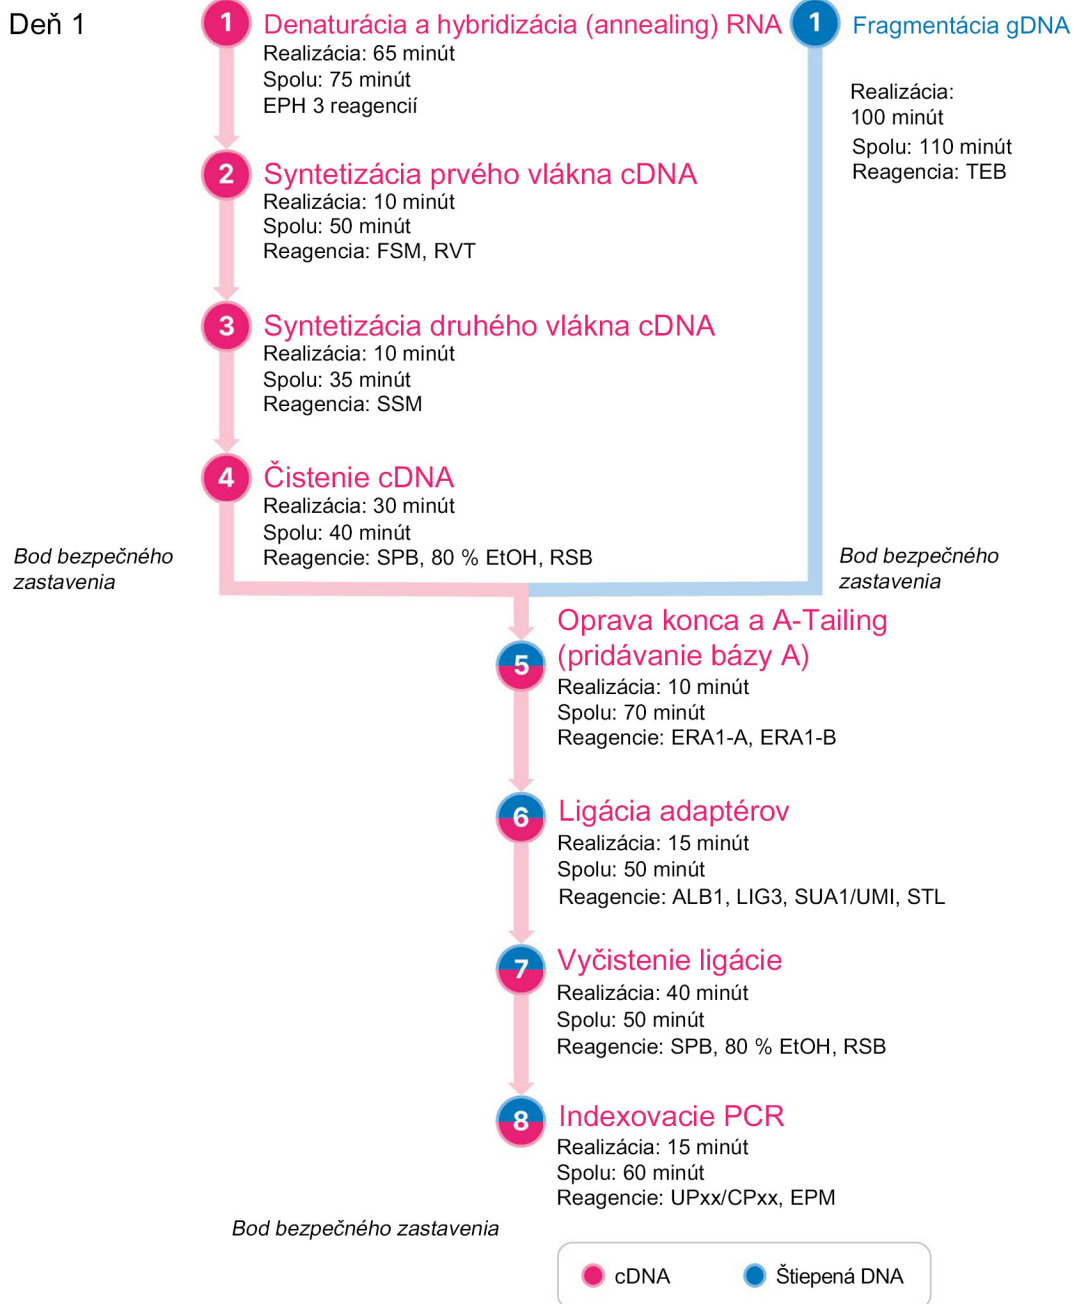 Deň 1
1 Denaturácia a hybridizácia (annealing) RNA
Realizácia: 65 minút
Spolu: 75 minút
EPH 3 reagencií
1 Fragmentácia gDNA
Realizácia:
100 minút
Spolu: 110 minút
Reagencia: TEB
2 Syntetizácia prvého vlákna cDNA
Realizácia: 10 minút
Spolu: 50 minút
Reagencia: FSM, RVT
3 Syntetizácia druhého vlákna cDNA
Realizácia: 10 minút
Spolu: 35 minút
Reagencia: SSM
4 Čistenie cDNA
Realizácia: 30 minút
Spolu: 40 minút
Reagencie: SPB, 80 % EtOH, RSB
Bod bezpečného
zastavenia
Bod bezpečného
zastavenia
Oprava konca a A-Tailing
5 (pridávanie bázy A)
Realizácia: 10 minút
Spolu: 70 minút
Reagencie: ERA1-A, ERA1-B
6 Ligácia adaptérov
Realizácia: 15 minút
Spolu: 50 minút
Reagencie: ALB1, LIG3, SUA1/UMI, STL
7 Vyčistenie ligácie
Realizácia: 40 minút
Spolu: 50 minút
Reagencie: SPB, 80 % EtOH, RSB
8 Indexovacie PCR
Realizácia: 15 minút
Spolu: 60 minút
Reagencie: UPxx/CPxx, EPM
Bod bezpečného zastavenia
cDNA
Štiepená DNA